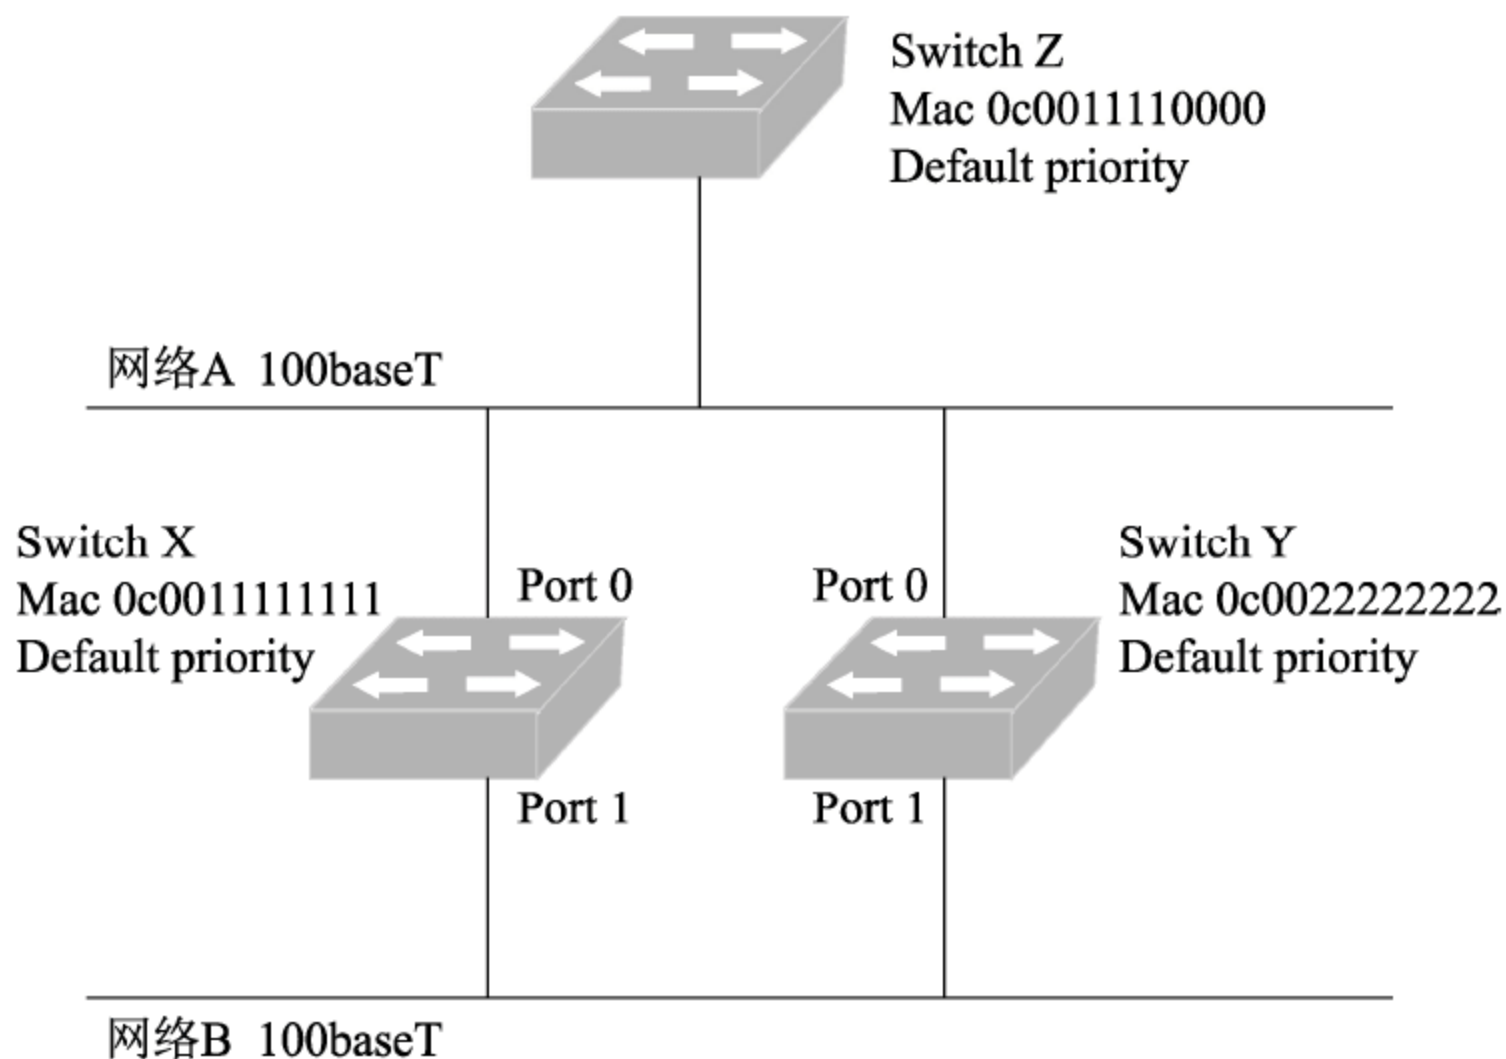 Switch Z
Mac 0c0011110000
Default priority
网络A 100baseT
Switch X
Mac 0c0011111111
Default priority
Port 0
Port 0
Switch Y
Mac 0c0022222222
Default priority
Port 1
Port 1
网络B 100baseT